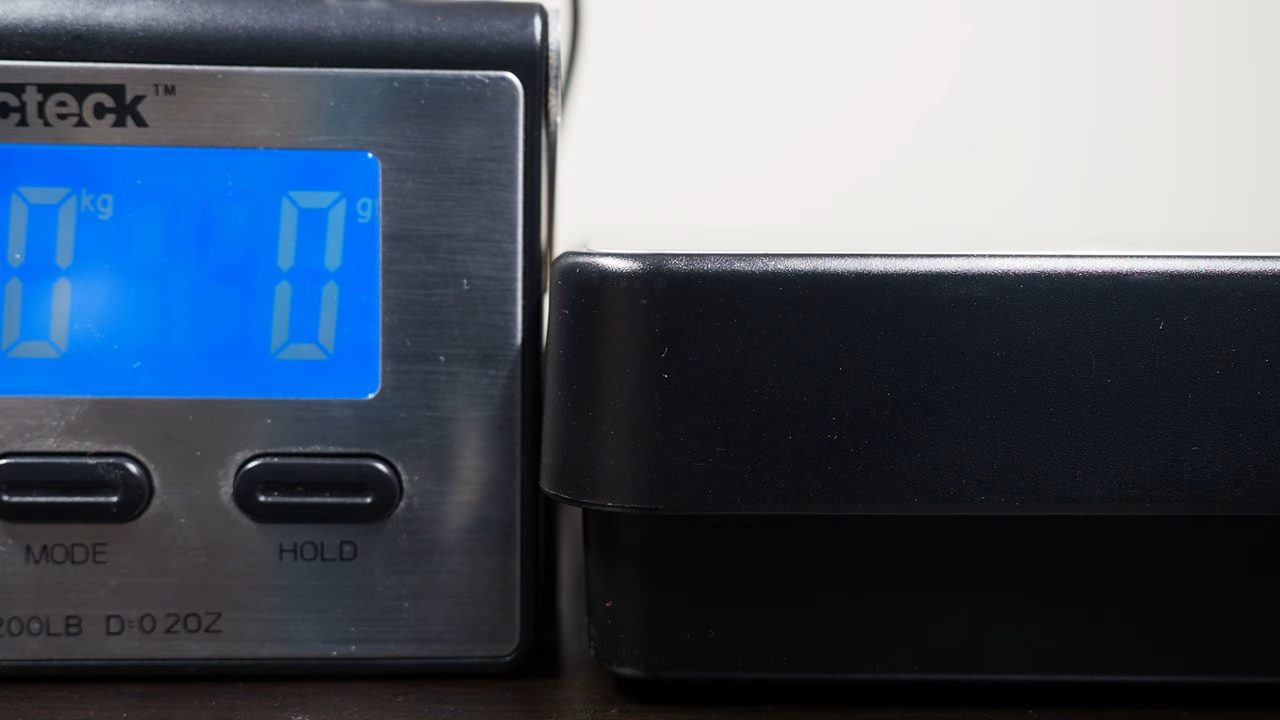 cteck™
0 kg 0 g
MODE HOLD
200LB D=0.2OZ